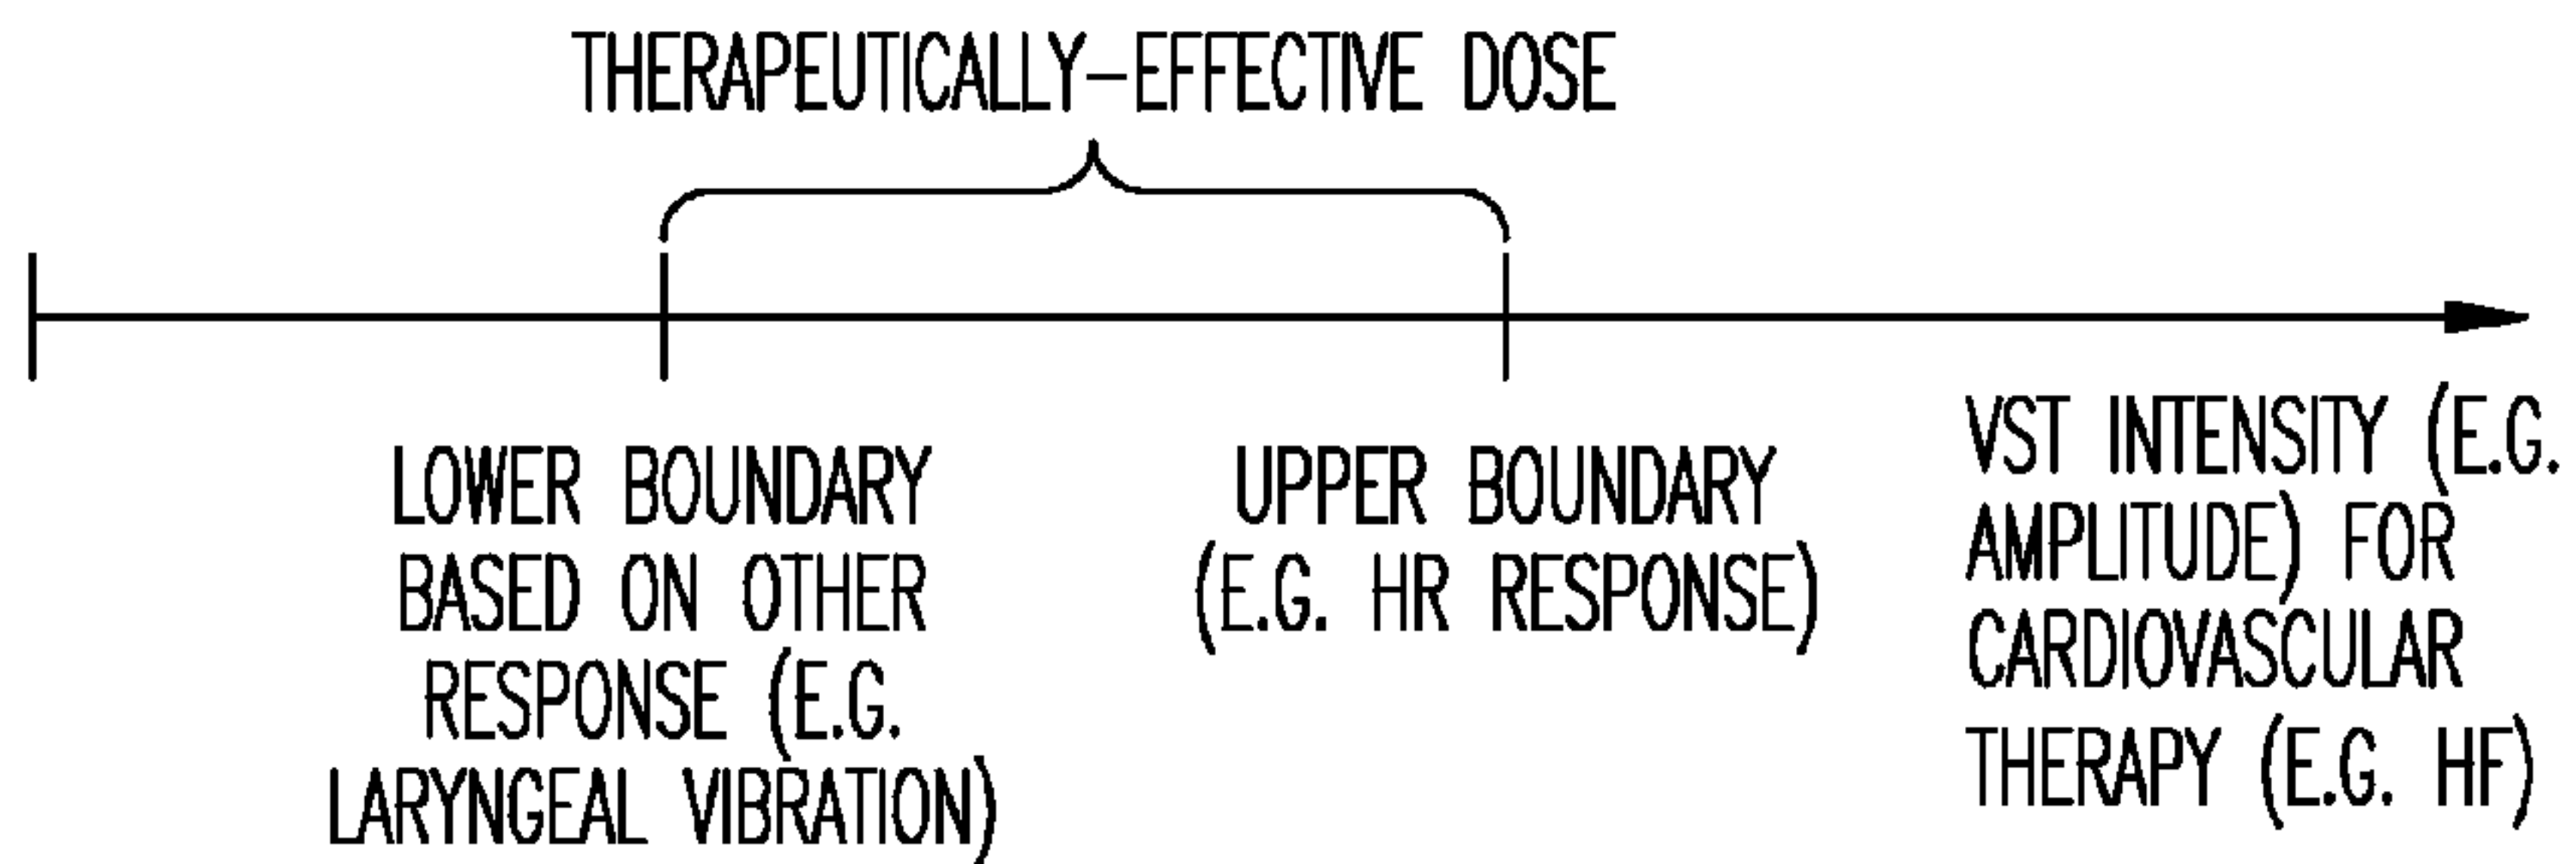 THERAPEUTICALLY-EFFECTIVE DOSE
LOWER BOUNDARY
BASED ON OTHER
RESPONSE (E.G.
LARYNGEAL VIBRATION)
UPPER BOUNDARY
(E.G. HR RESPONSE)
VST INTENSITY (E.G.
AMPLITUDE) FOR
CARDIOVASCULAR
THERAPY (E.G. HF)